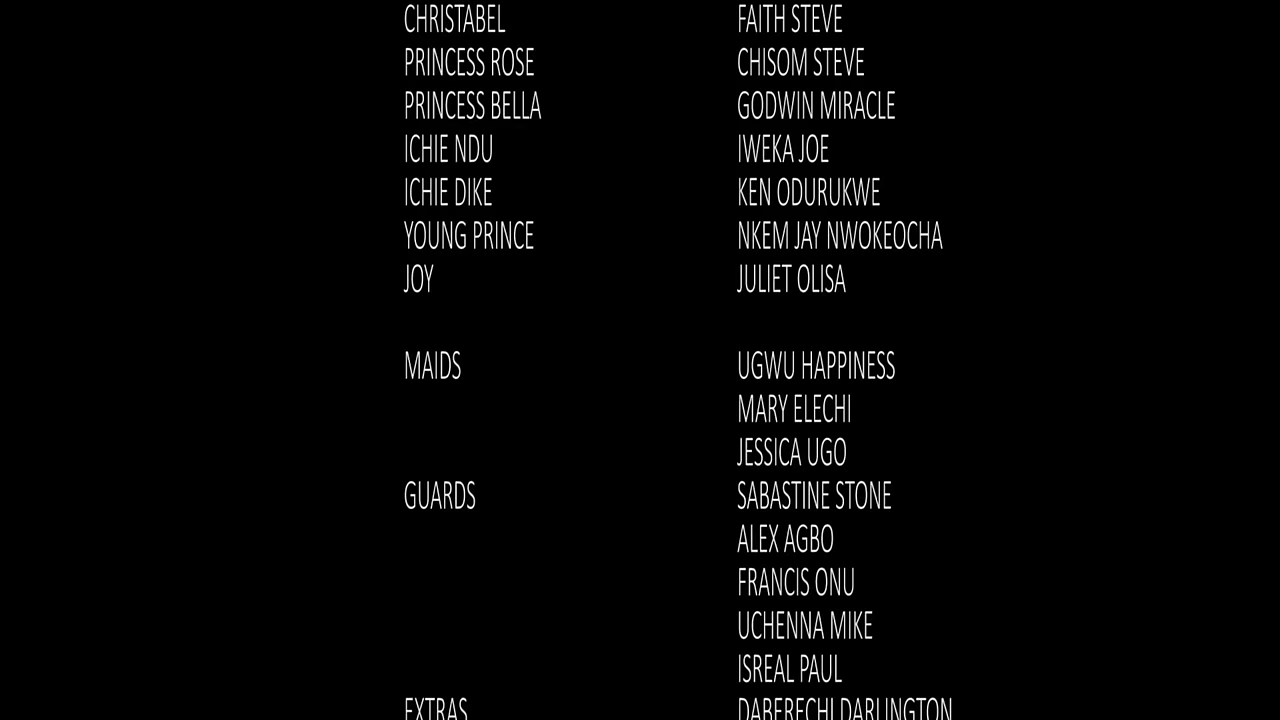 CHRISTABEL FAITH STEVE
PRINCESS ROSE CHISOM STEVE
PRINCESS BELLA GODWIN MIRACLE
ICHIE NDU IWEKA JOE
ICHIE DIKE KEN ODURUKWE
YOUNG PRINCE NKEM JAY NWOKEOCHA
JOY JULIET OLISA
MAIDS UGWU HAPPINESS
MARY ELECHI
JESSICA UGO
GUARDS SABASTINE STONE
ALEX AGBO
FRANCIS ONU
UCHENNA MIKE
ISREAL PAUL
EXTRAS DABERECHI DARLINGTON